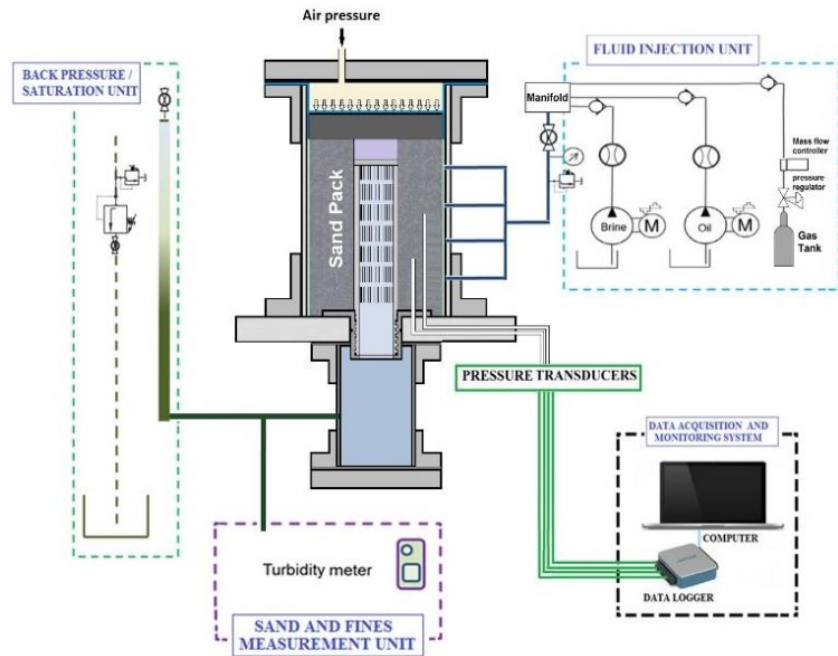 Air pressure
BACK PRESSURE /
SATURATION UNIT
FLUID INJECTION UNIT
Manifold
Mass flow
controller
pressure
regulator
Sand Pack
Brine
M
Oil
M
Gas
Tank
PRESSURE TRANSDUCERS
DATA ACQUISITION AND
MONITORING SYSTEM
COMPUTER
DATA LOGGER
Turbidity meter
SAND AND FINES
MEASUREMENT UNIT